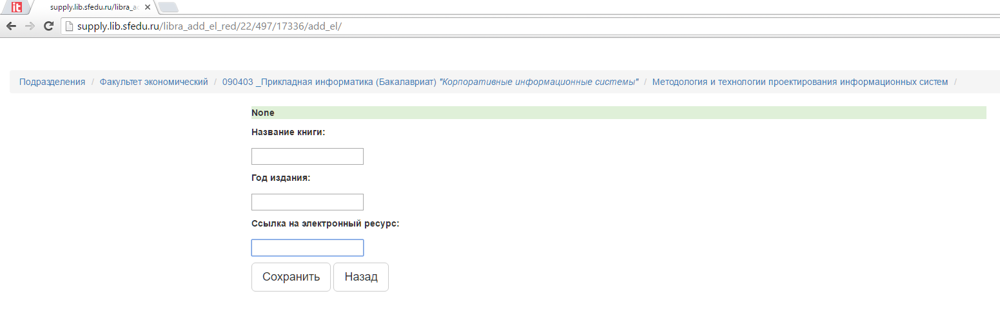 it
supply.lib.sfedu.ru/libra_a
supply.lib.sfedu.ru/libra_add_el_red/22/497/17336/add_el/
Подразделения / Факультет экономический / 090403 _Прикладная информатика (Бакалавриат) "Корпоративные информационные системы" / Методология и технологии проектирования информационных систем /
None
Название книги:
Год издания:
Ссылка на электронный ресурс:
Сохранить Назад